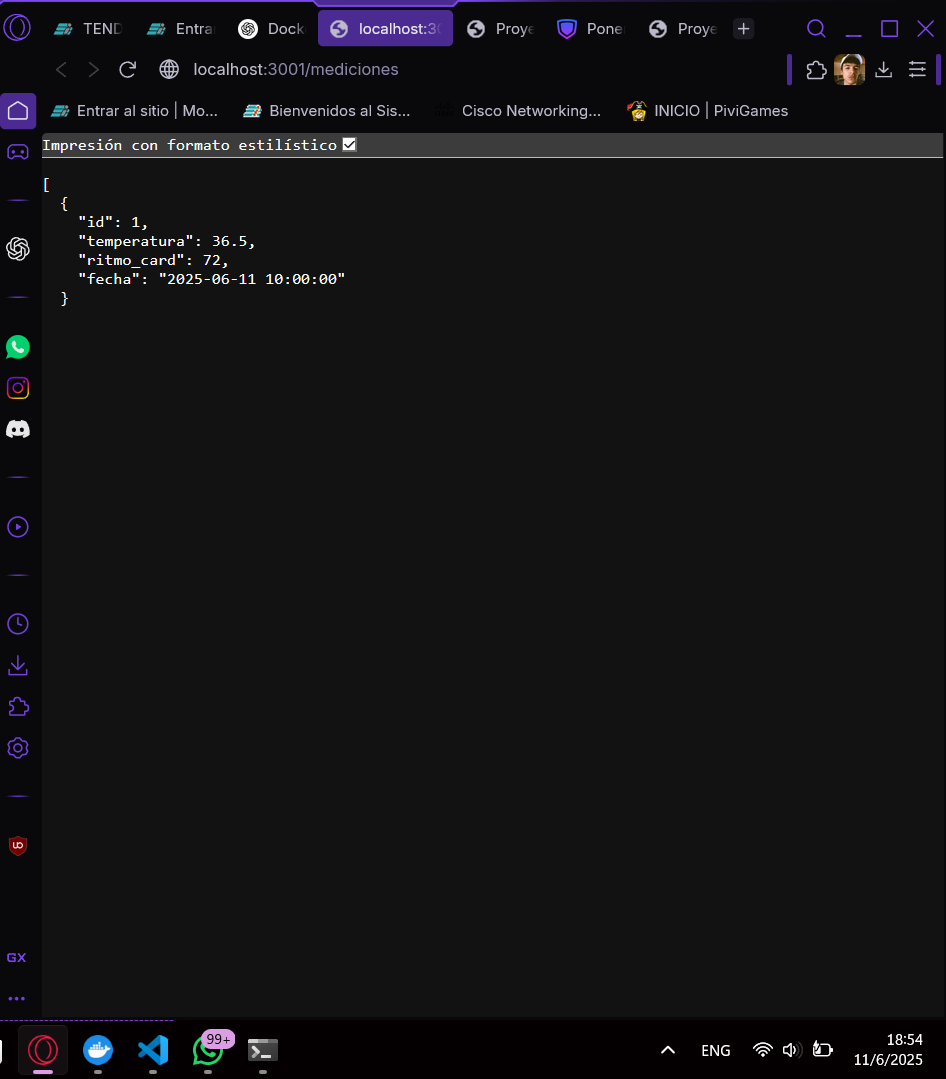 TEND
Entra
Dock
localhost:30
Proye
Pone
Proye
localhost:3001/mediciones
Entrar al sitio | Mo...
Bienvenidos al Sis...
Cisco Networking...
INICIO | PiviGames
Impresión con formato estilístico
[
{
"id": 1,
"temperatura": 36.5,
"ritmo_card": 72,
"fecha": "2025-06-11 10:00:00"
}
GX
99+
ENG
18:54
11/6/2025